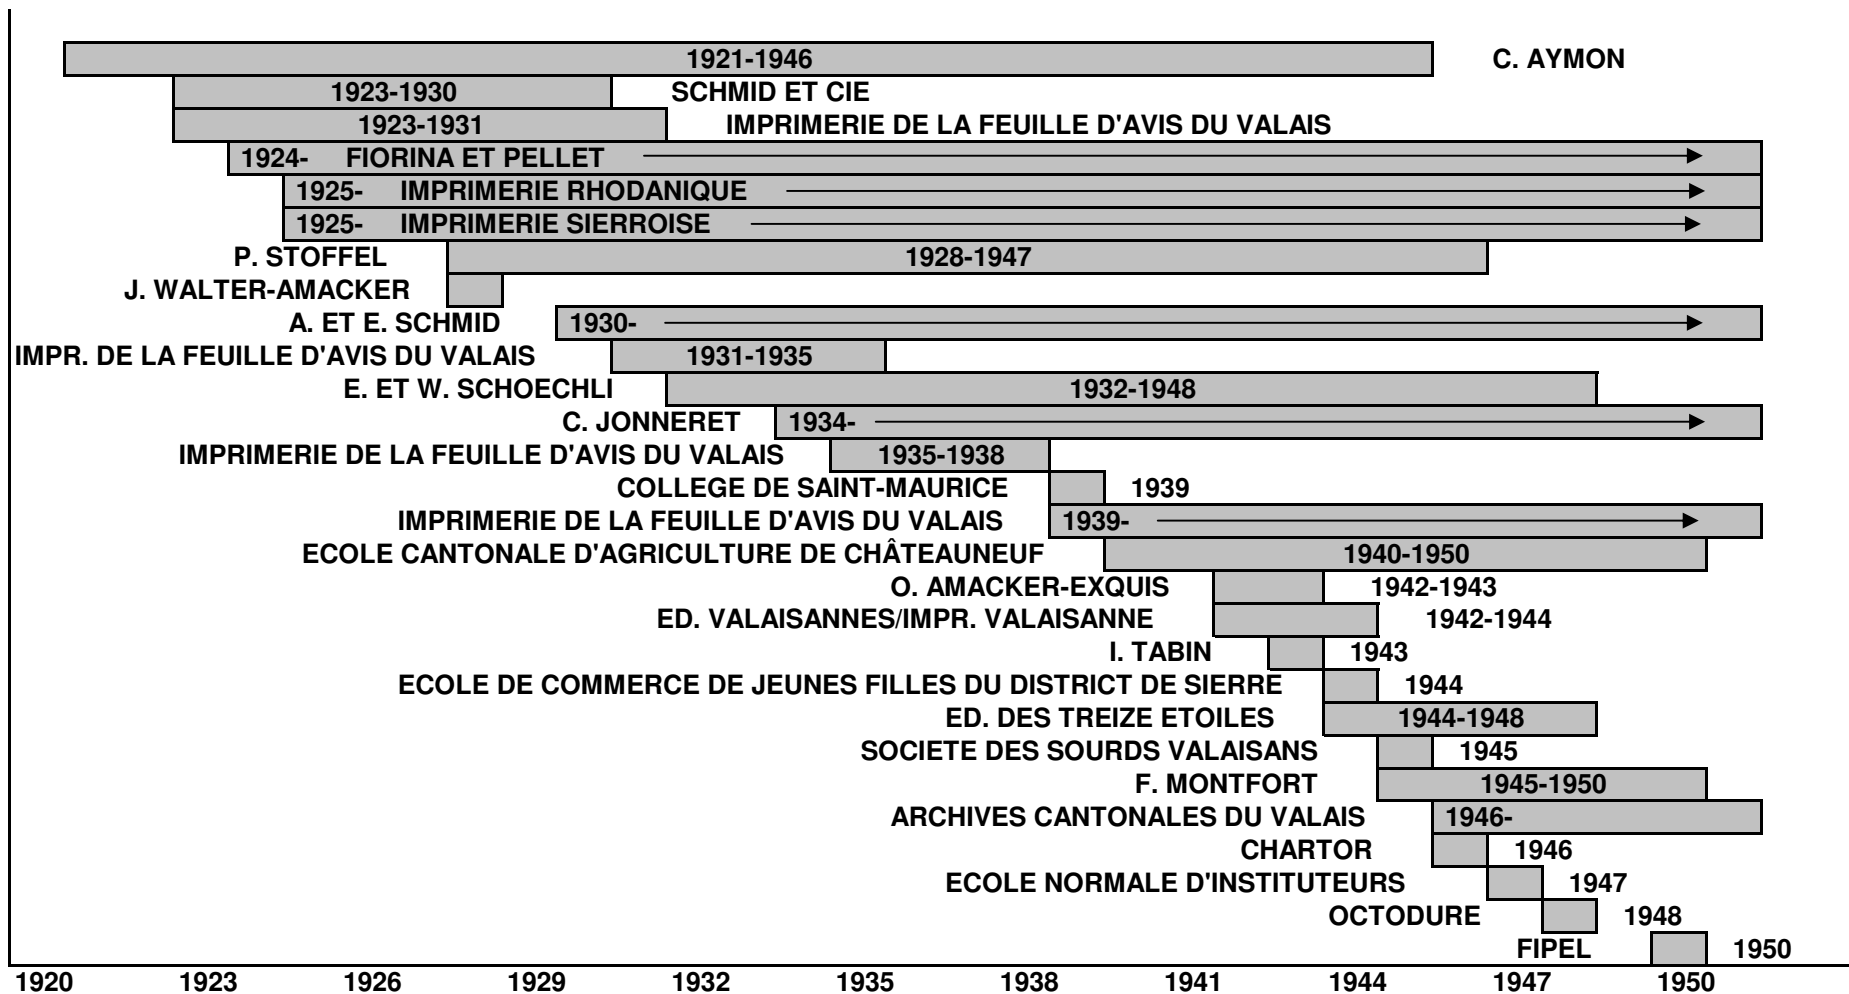 1921-1946 C. AYMON
1923-1930 SCHMID ET CIE
1923-1931 IMPRIMERIE DE LA FEUILLE D'AVIS DU VALAIS
1924- FIORINA ET PELLET
1925- IMPRIMERIE RHODANIQUE
1925- IMPRIMERIE SIERROISE
P. STOFFEL 1928-1947
J. WALTER-AMACKER
A. ET E. SCHMID 1930-
IMPR. DE LA FEUILLE D'AVIS DU VALAIS 1931-1935
E. ET W. SCHOECHLI 1932-1948
C. JONNERET 1934-
IMPRIMERIE DE LA FEUILLE D'AVIS DU VALAIS 1935-1938
COLLEGE DE SAINT-MAURICE 1939
IMPRIMERIE DE LA FEUILLE D'AVIS DU VALAIS 1939-
ECOLE CANTONALE D'AGRICULTURE DE CHÂTEAUNEUF 1940-1950
O. AMACKER-EXQUIS 1942-1943
ED. VALAISANNES/IMPR. VALAISANNE 1942-1944
I. TABIN 1943
ECOLE DE COMMERCE DE JEUNES FILLES DU DISTRICT DE SIERRE 1944
ED. DES TREIZE ETOILES 1944-1948
SOCIETE DES SOURDS VALAISANS 1945
F. MONTFORT 1945-1950
ARCHIVES CANTONALES DU VALAIS 1946-
CHARTOR 1946
ECOLE NORMALE D'INSTITUTEURS 1947
OCTODURE 1948
FIPEL 1950
1920 1923 1926 1929 1932 1935 1938 1941 1944 1947 1950